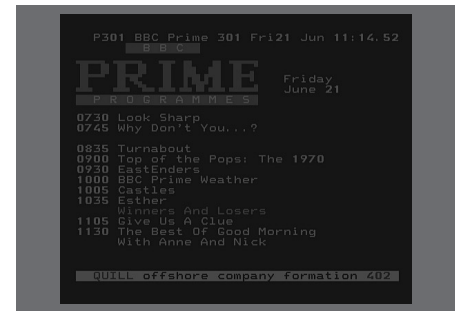 P301 BBC Prime 301 Fri21 Jun 11:14.52
BBC
PRIME
PROGRAMMES
Friday
June 21
0730 Look Sharp
0745 Why Don't You...?
0835 Turnabout
0900 Top of the Pops: The 1970
0930 EastEnders
1000 BBC Prime Weather
1005 Castles
1035 Esther
Winners And Losers
1105 Give Us A Clue
1130 The Best Of Good Morning
With Anne And Nick
QUILL offshore company formation 402